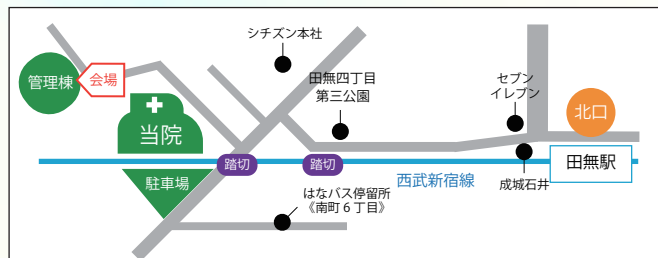 シチズン本社
管理棟
会場
田無四丁目
第三公園
セブン
イレブン
北口
当院
踏切
踏切
田無駅
駐車場
西武新宿線
成城石井
はなバス停留所
《南町6丁目》